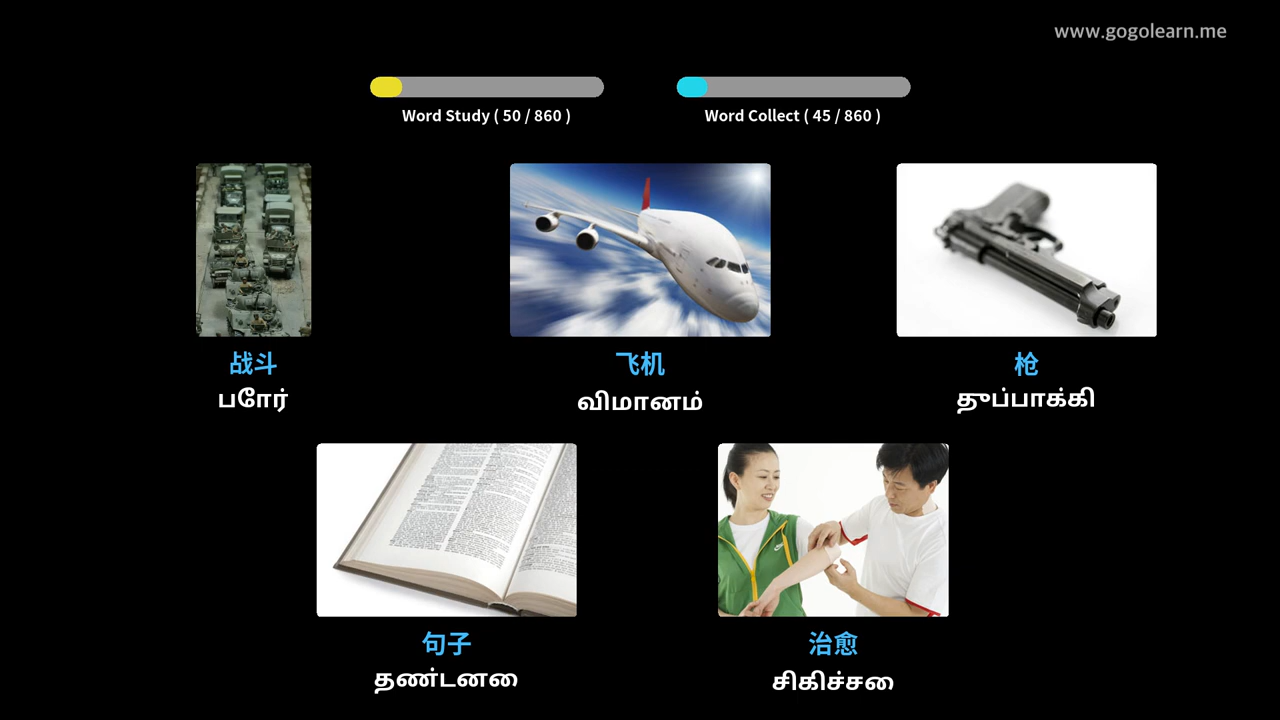 www.gogolearn.me
Word Study ( 50 / 860 )
Word Collect ( 45 / 860 )
战斗
போர்
飞机
விமானம்
枪
துப்பாக்கி
句子
தண்டனை
治愈
சிகிச்சை